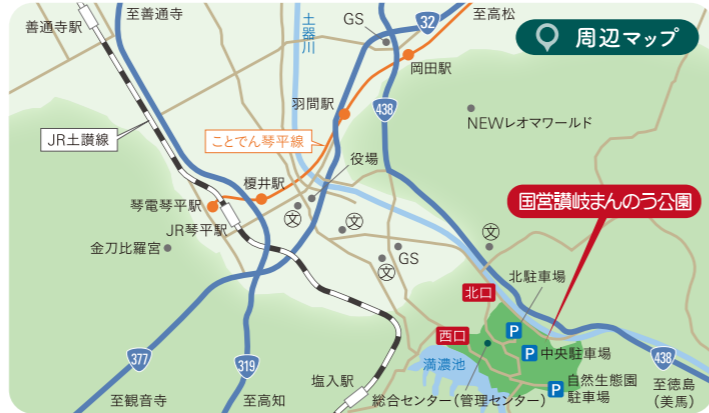 至善通寺
善通寺駅
土器川
GS
32
至高松
周辺マップ
岡田駅
羽間駅
438
NEWレオマワールド
JR土讃線
ことでん琴平線
役場
榎井駅
琴電琴平駅
JR琴平駅
文
文
文
文
金刀比羅宮
GS
国営讃岐まんのう公園
北駐車場
北口
西口
P
P
中央駐車場
満濃池
377
319
438
塩入駅
総合センター(管理センター)
P
自然生態園
駐車場
至観音寺
至高知
至徳島
(美馬)